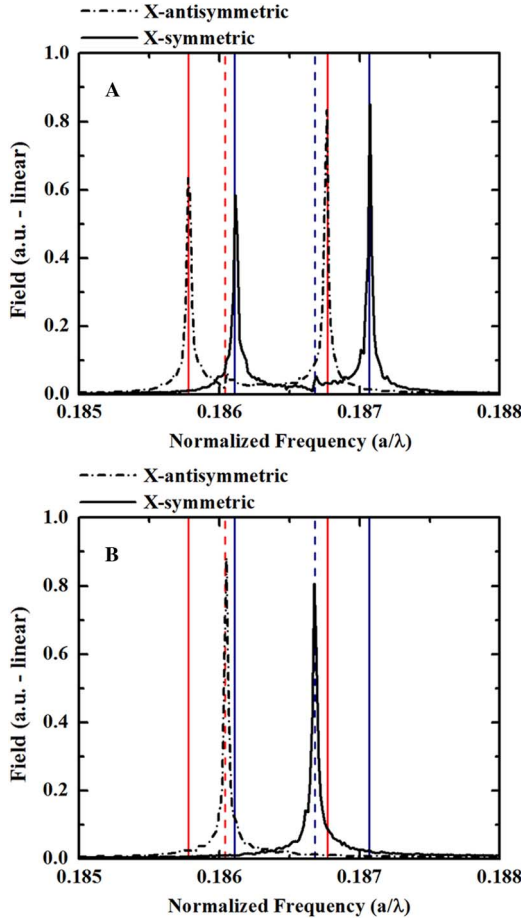 X-antisymmetric
X-symmetric
A
1.0
0.8
0.6
0.4
0.2
0.0
Field (a.u. - linear)
0.185 0.186 0.187 0.188
Normalized Frequency (a/λ)
X-antisymmetric
X-symmetric
B
1.0
0.8
0.6
0.4
0.2
0.0
Field (a.u. - linear)
0.185 0.186 0.187 0.188
Normalized Frequency (a/λ)